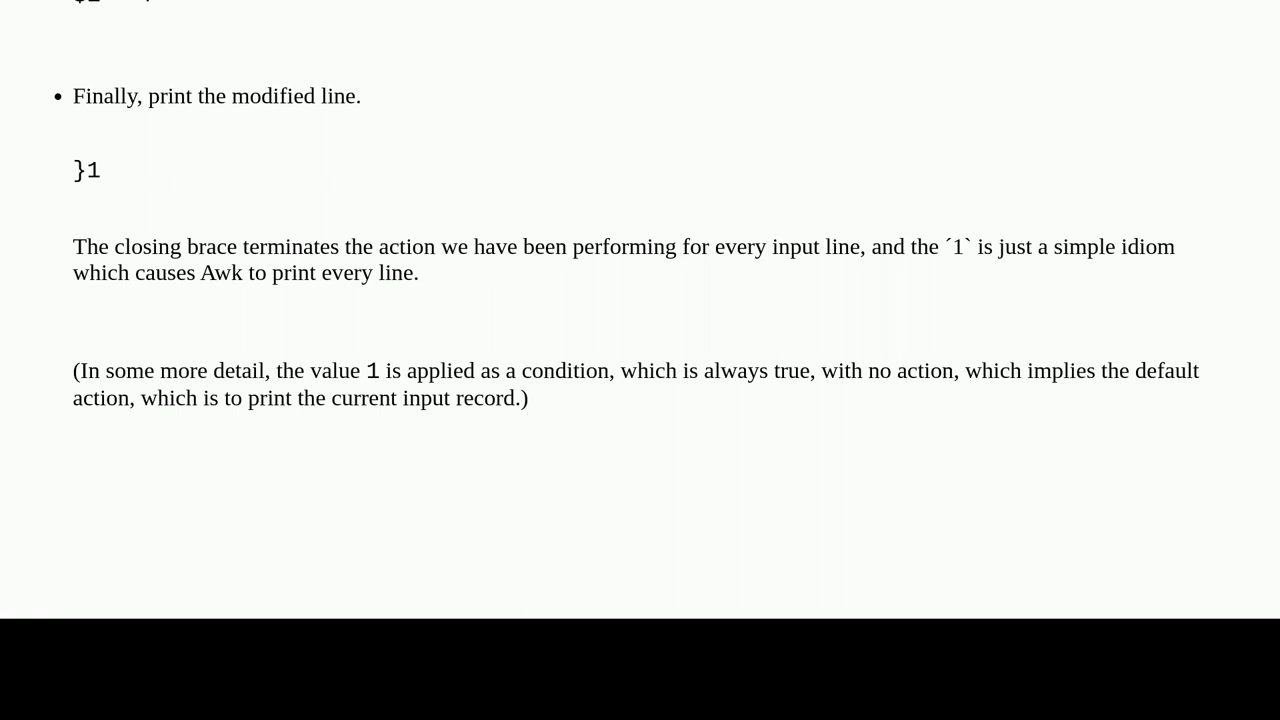 Finally, print the modified line.
}1
The closing brace terminates the action we have been performing for every input line, and the ´1` is just a simple idiom
which causes Awk to print every line.
(In some more detail, the value 1 is applied as a condition, which is always true, with no action, which implies the default
action, which is to print the current input record.)